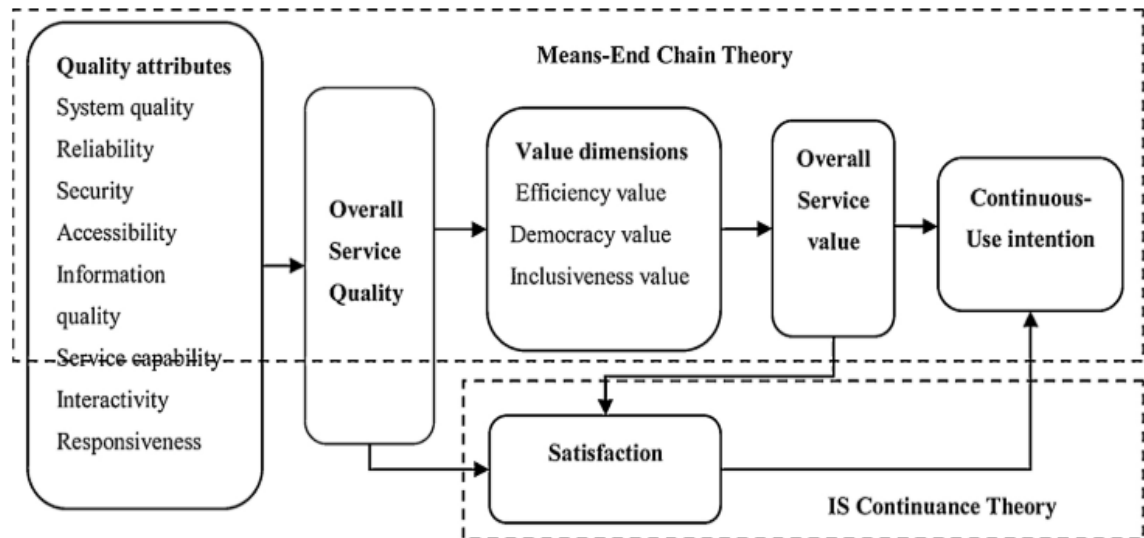 Means-End Chain Theory
Quality attributes
System quality
Reliability
Security
Accessibility
Information
quality
Service capability
Interactivity
Responsiveness
Overall
Service
Quality
Value dimensions
Efficiency value
Democracy value
Inclusiveness value
Overall
Service
value
Continuous-
Use intention
Satisfaction
IS Continuance Theory